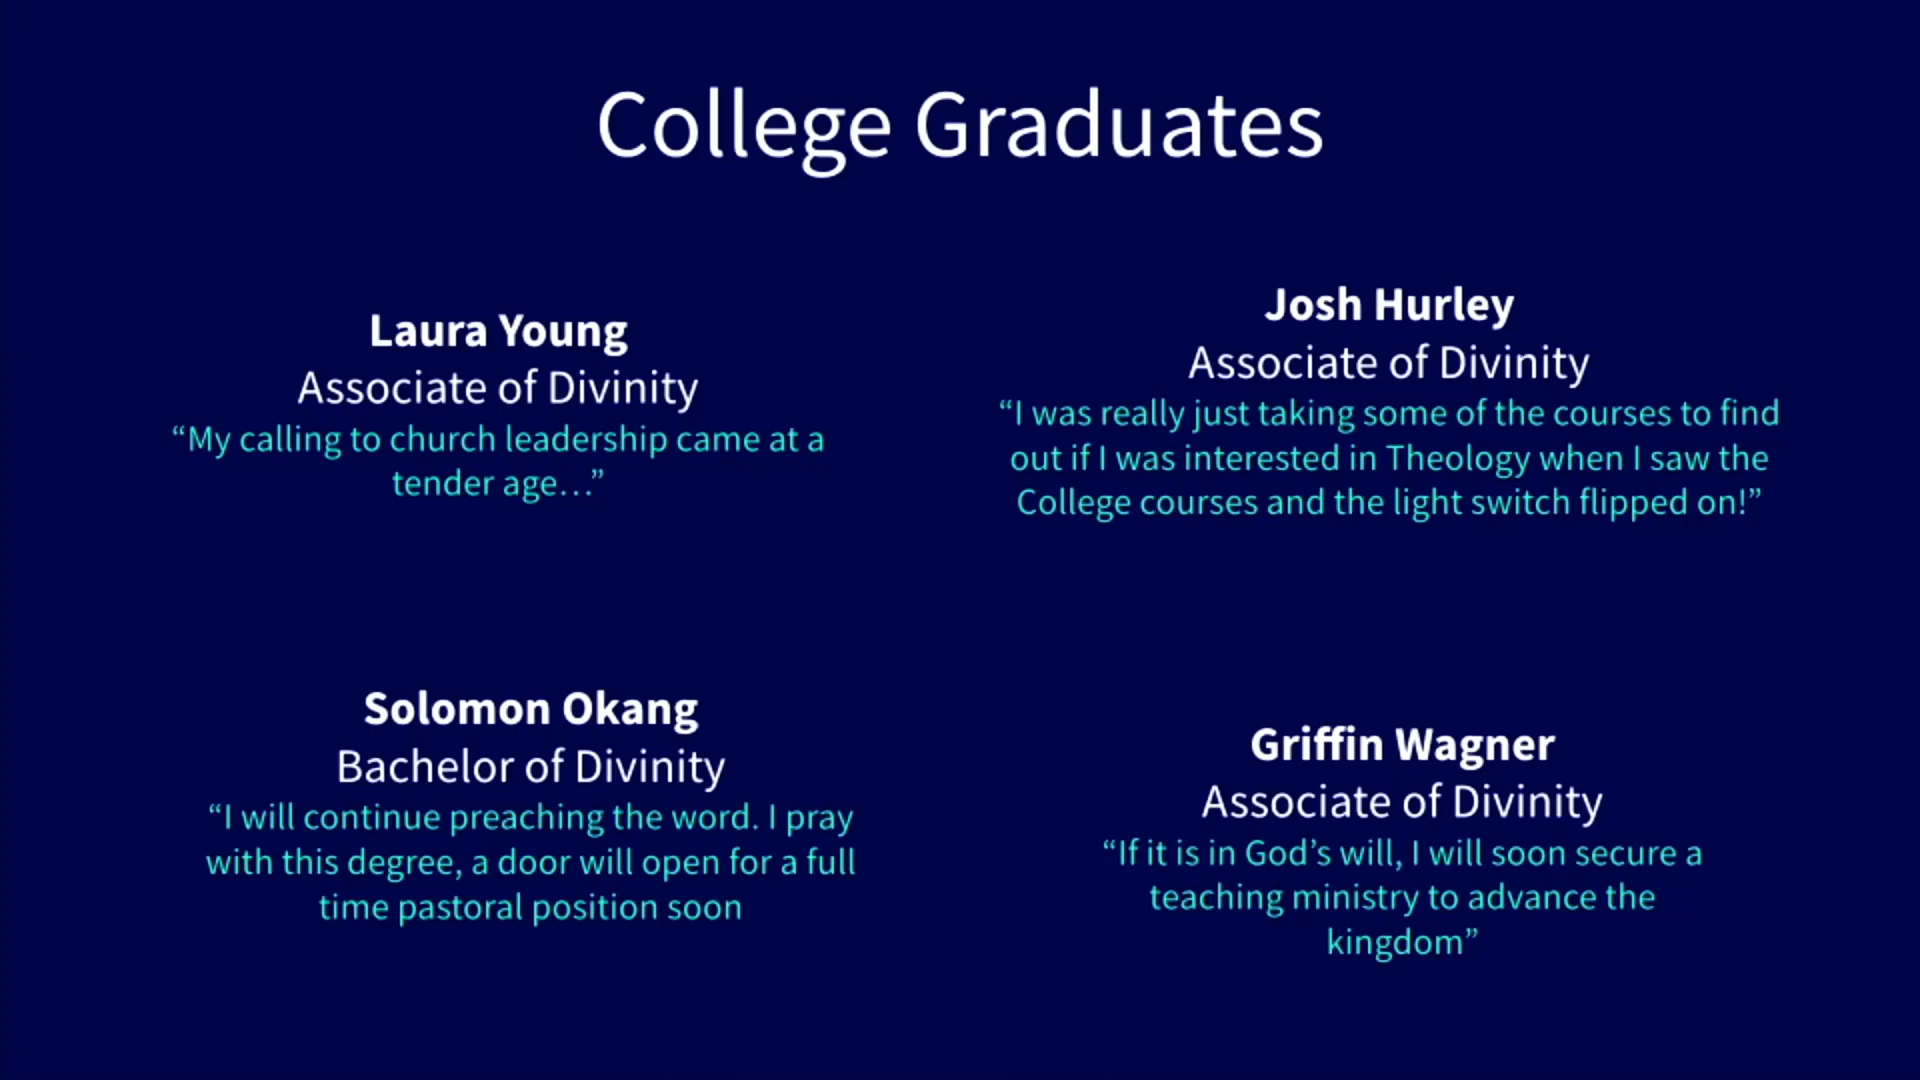 College Graduates
Laura Young
Associate of Divinity
“My calling to church leadership came at a
tender age…”
Josh Hurley
Associate of Divinity
“I was really just taking some of the courses to find
out if I was interested in Theology when I saw the
College courses and the light switch flipped on!”
Solomon Okang
Bachelor of Divinity
“I will continue preaching the word. I pray
with this degree, a door will open for a full
time pastoral position soon
Griffin Wagner
Associate of Divinity
“If it is in God’s will, I will soon secure a
teaching ministry to advance the
kingdom”